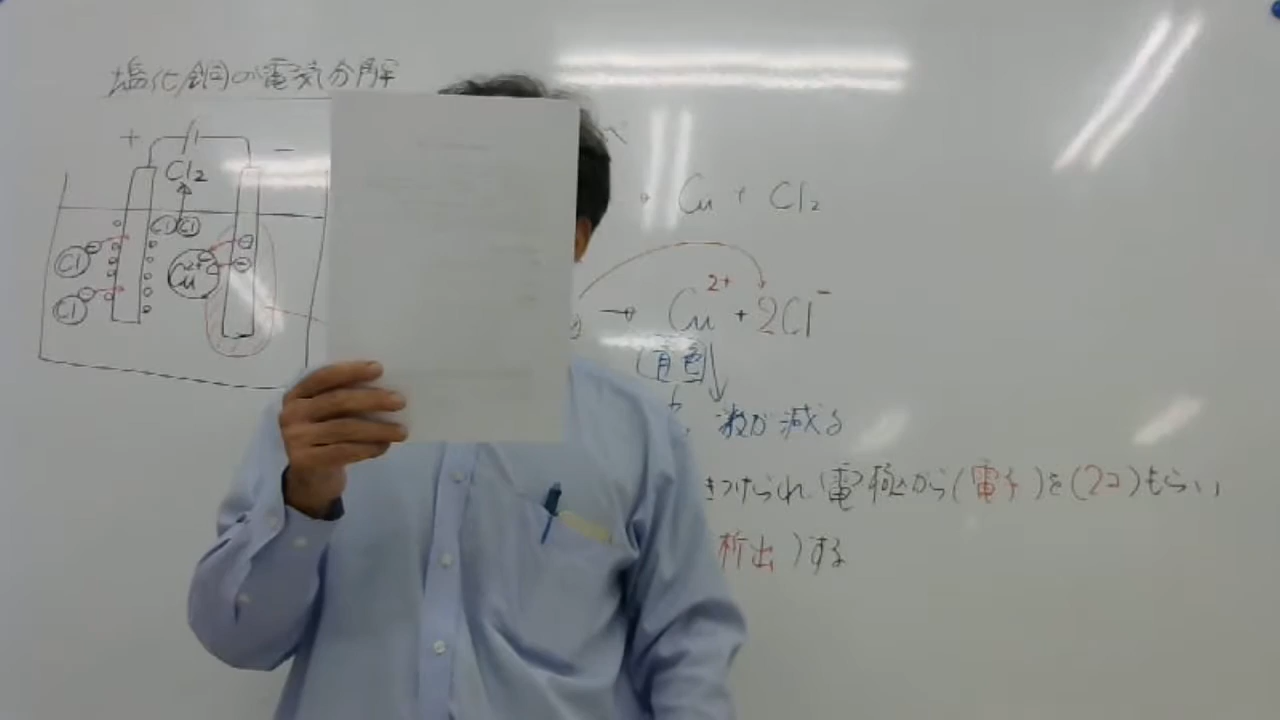 塩化銅の電気分解
+ −
Cl₂
Cl Cl
Cl
Cu²⁺
Cl
Cu + Cl₂
→ Cu²⁺ + 2Cl⁻
(青色)
数が減る
きつけられ、電極から(電子)を(2コ)もらい
析出)する